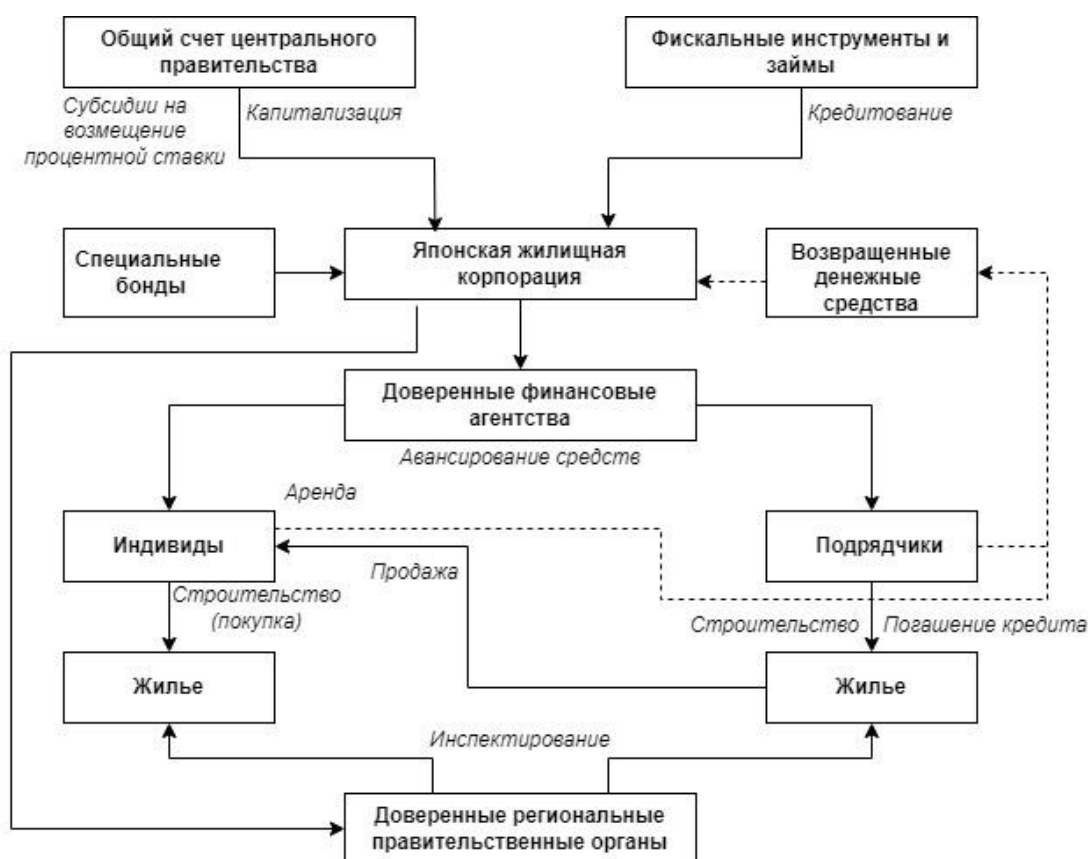 Общий счет центрального
правительства
Фискальные инструменты и
займы
Субсидии на
возмещение
процентной ставки
Капитализация
Кредитование
Специальные
бонды
Японская жилищная
корпорация
Возвращенные
денежные
средства
Доверенные финансовые
агентства
Авансирование средств
Аренда
Индивиды
Подрядчики
Продажа
Строительство
(покупка)
Строительство
Погашение кредита
Жилье
Жилье
Инспектирование
Доверенные региональные
правительственные органы